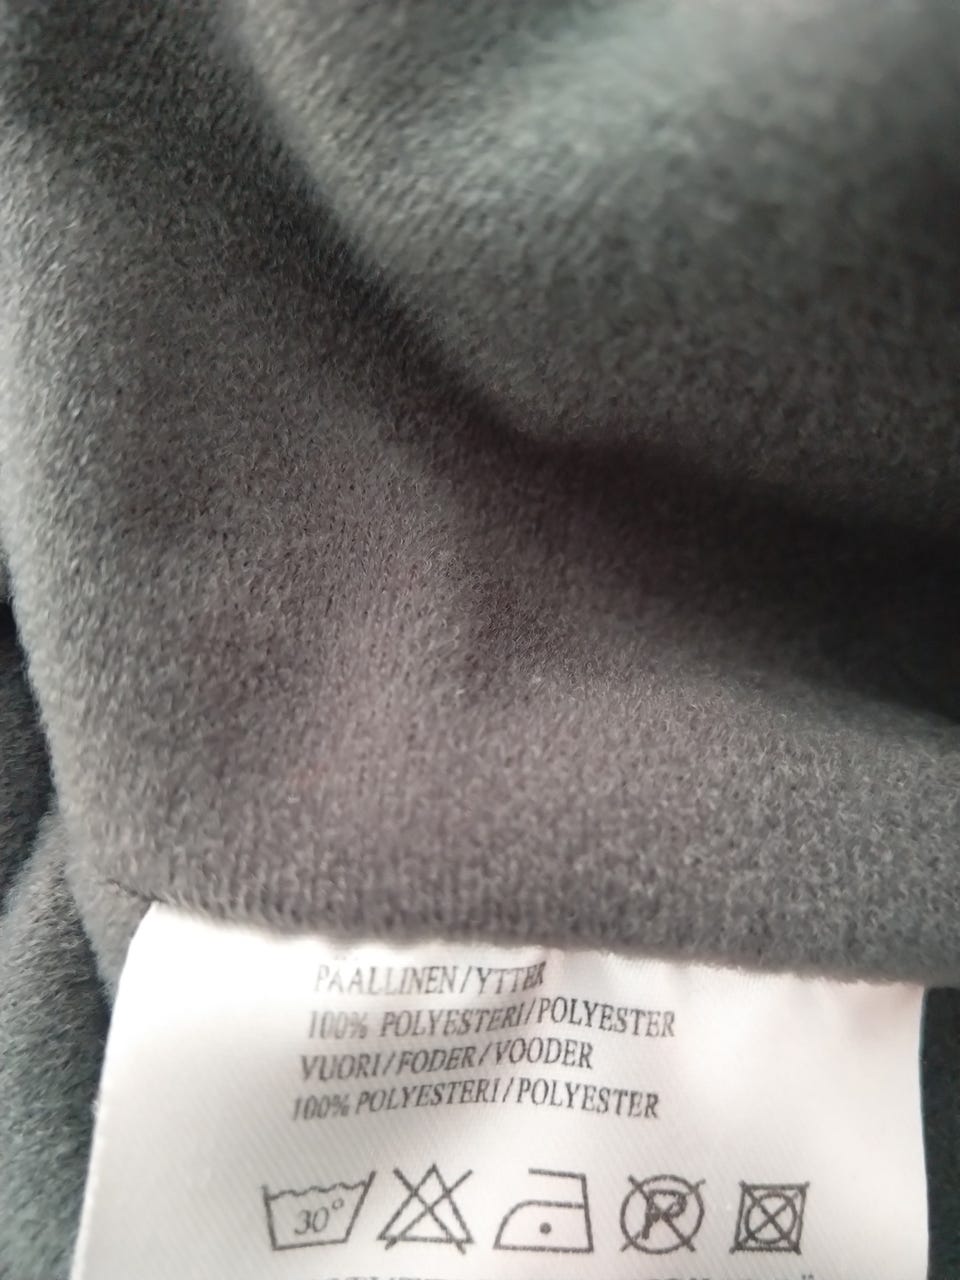 PÄÄLLINEN/YTTER
100% POLYESTERI/POLYESTER
VUORI/FODER/VOODER
100% POLYESTERI/POLYESTER
30° P